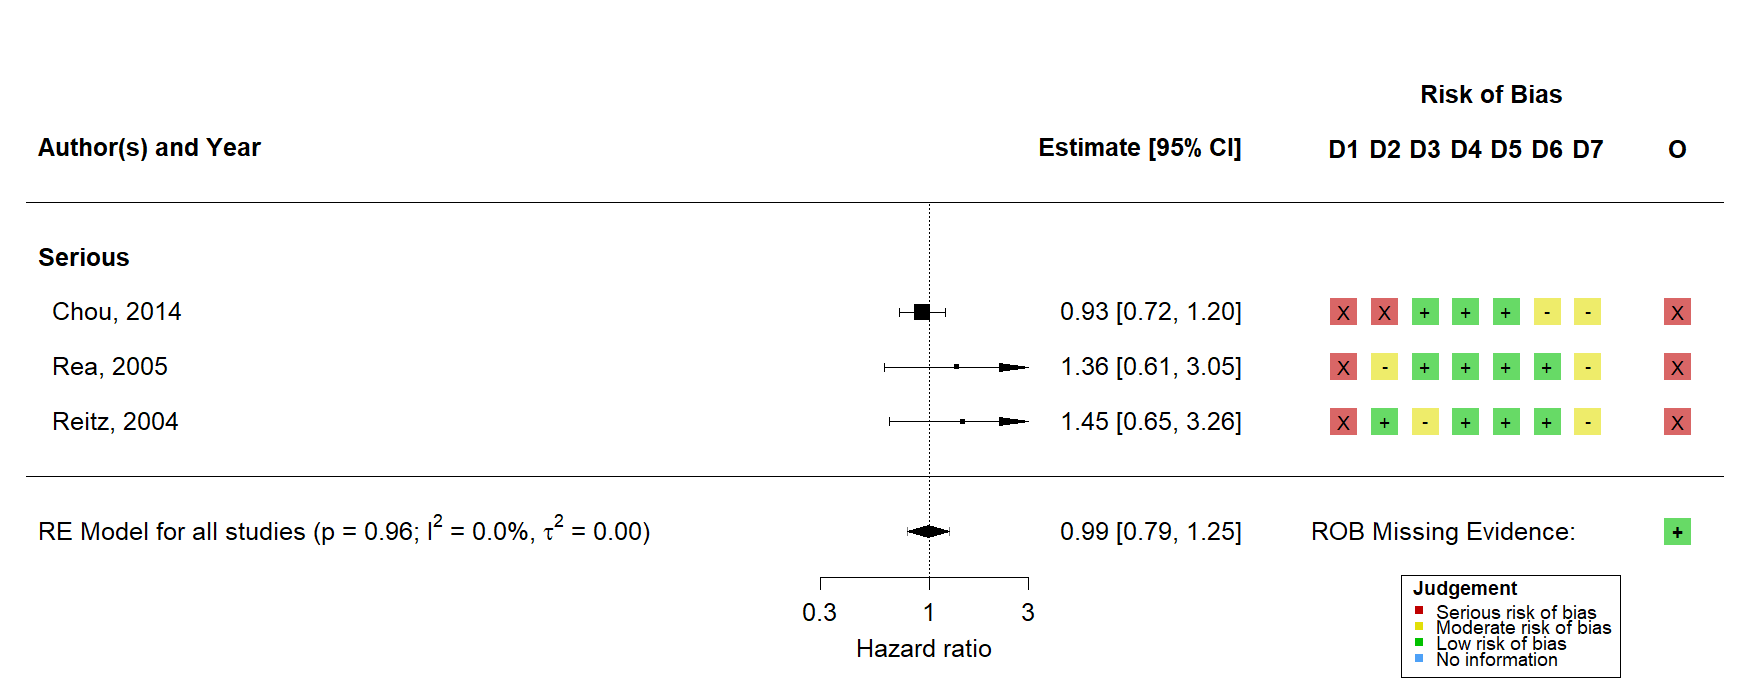 Risk of Bias
Author(s) and Year Estimate [95% CI] D1 D2 D3 D4 D5 D6 D7 O
Serious
Chou, 2014 0.93 [0.72, 1.20] X X + + + - - X
Rea, 2005 1.36 [0.61, 3.05] X - + + + + - X
Reitz, 2004 1.45 [0.65, 3.26] X + - + + + - X
RE Model for all studies (p = 0.96; I² = 0.0%, τ² = 0.00) 0.99 [0.79, 1.25] ROB Missing Evidence: +
0.3 1 3
Hazard ratio
Judgement
Serious risk of bias
Moderate risk of bias
Low risk of bias
No information